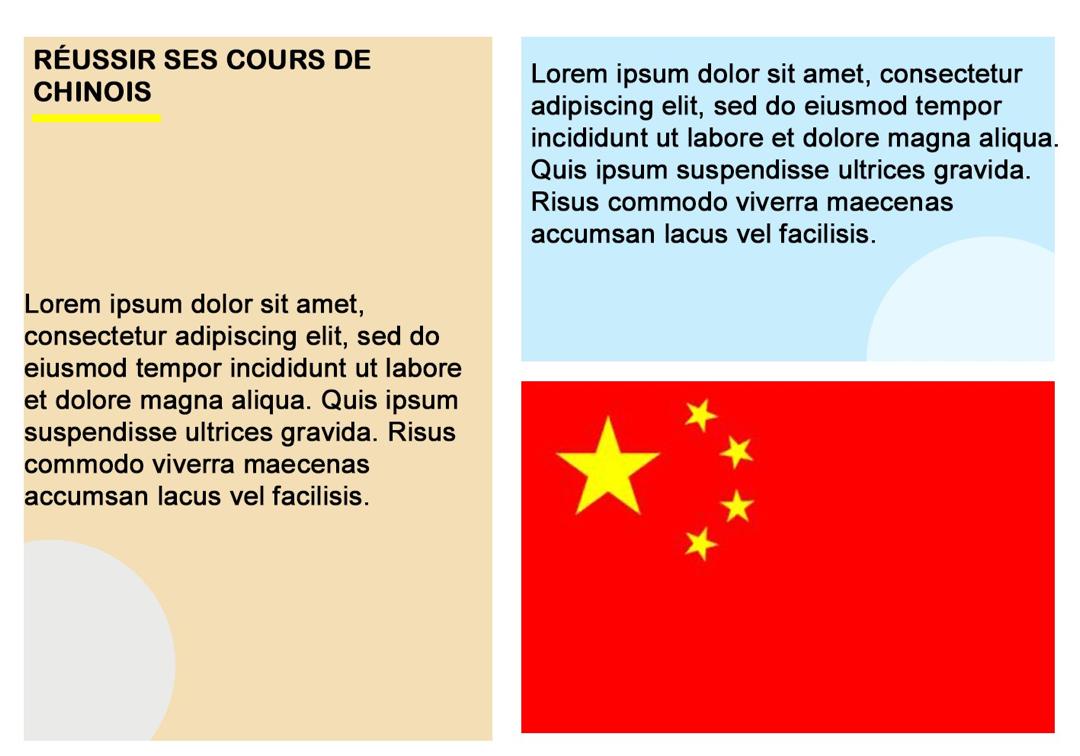 RÉUSSIR SES COURS DE
CHINOIS
Lorem ipsum dolor sit amet,
consectetur adipiscing elit, sed do
eiusmod tempor incididunt ut labore
et dolore magna aliqua. Quis ipsum
suspendisse ultrices gravida. Risus
commodo viverra maecenas
accumsan lacus vel facilisis.
Lorem ipsum dolor sit amet, consectetur
adipiscing elit, sed do eiusmod tempor
incididunt ut labore et dolore magna aliqua.
Quis ipsum suspendisse ultrices gravida.
Risus commodo viverra maecenas
accumsan lacus vel facilisis.